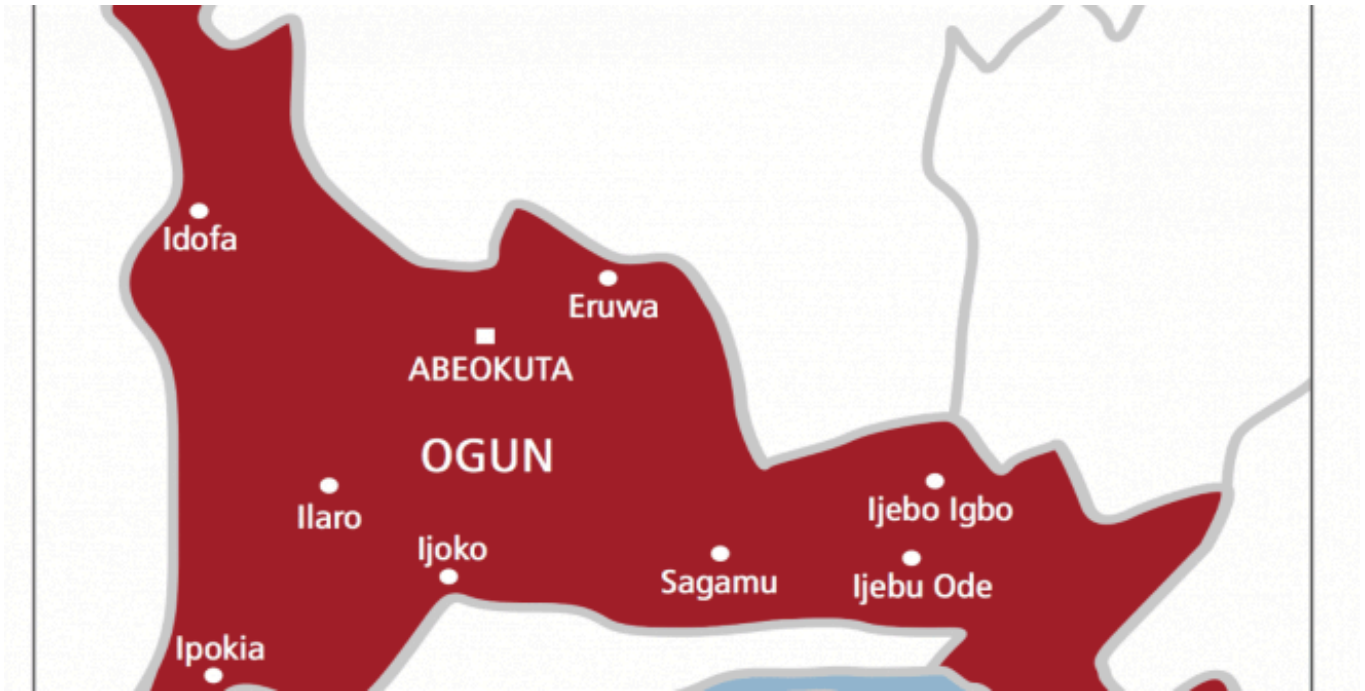 Idofa
Eruwa
ABEOKUTA
OGUN
Ilaro
Ijebo Igbo
Ijoko
Sagamu
Ijebu Ode
Ipokia